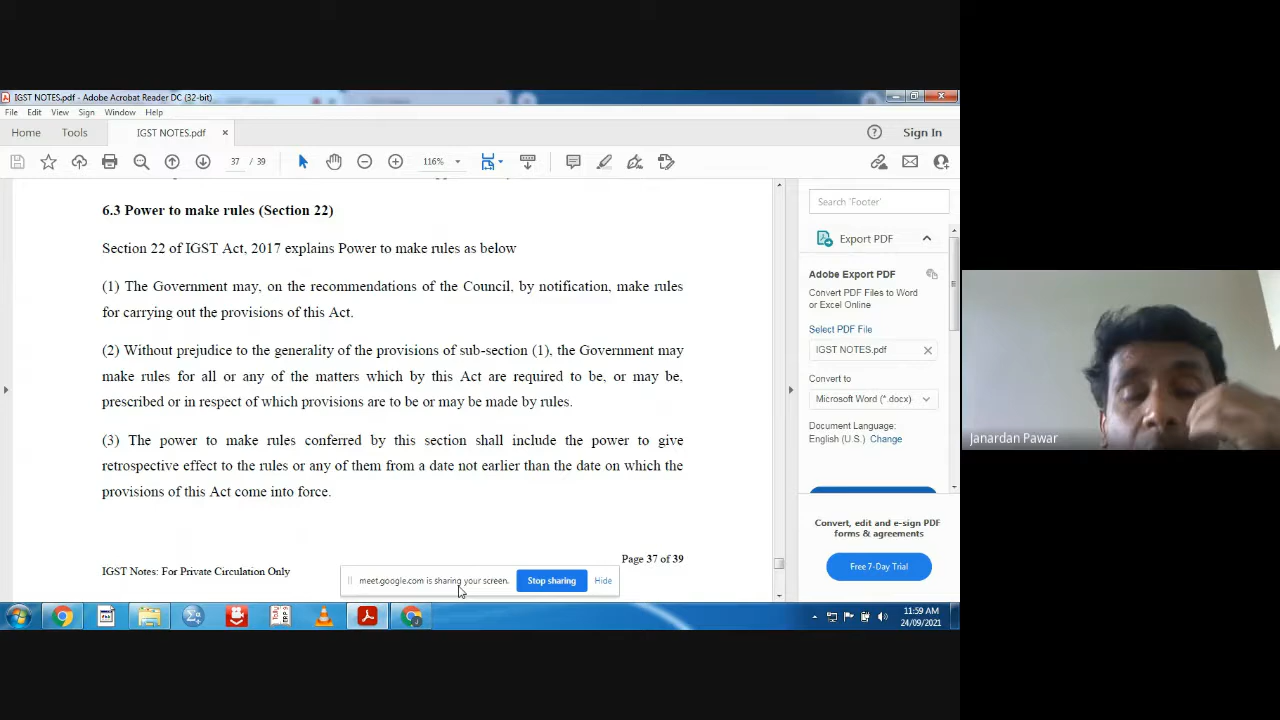 IGST NOTES.pdf - Adobe Acrobat Reader DC (32-bit)
File Edit View Sign Window Help
Home Tools IGST NOTES.pdf × Sign In
37 / 39 116%
6.3 Power to make rules (Section 22)
Section 22 of IGST Act, 2017 explains Power to make rules as below
(1) The Government may, on the recommendations of the Council, by notification, make rules
for carrying out the provisions of this Act.
(2) Without prejudice to the generality of the provisions of sub-section (1), the Government may
make rules for all or any of the matters which by this Act are required to be, or may be,
prescribed or in respect of which provisions are to be or may be made by rules.
(3) The power to make rules conferred by this section shall include the power to give
retrospective effect to the rules or any of them from a date not earlier than the date on which the
provisions of this Act come into force.
Page 37 of 39
IGST Notes: For Private Circulation Only
meet.google.com is sharing your screen. Stop sharing Hide
Search 'Footer'
Export PDF
Adobe Export PDF
Convert PDF Files to Word
or Excel Online
Select PDF File
IGST NOTES.pdf
Convert to
Microsoft Word (*.docx)
Document Language:
English (U.S.) Change
Convert, edit and e-sign PDF
forms & agreements
Free 7-Day Trial
11:59 AM
24/09/2021
Janardan Pawar